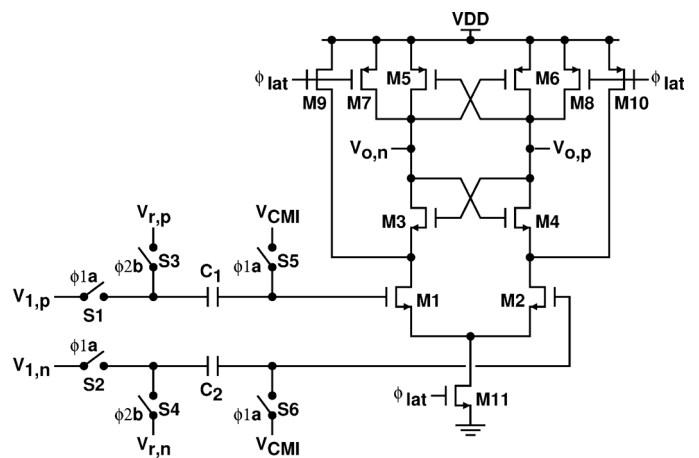 VDD
ϕlat M9 M7 M5 M6 M8 M10 ϕlat
Vo,n Vo,p
Vr,p VCMI M3 M4
ϕ2b S3 C1 ϕ1a S5
ϕ1a
V1,p S1 M1 M2
ϕ1a
V1,n S2 C2
ϕ2b S4 ϕ1a S6 ϕlat M11
Vr,n VCMI